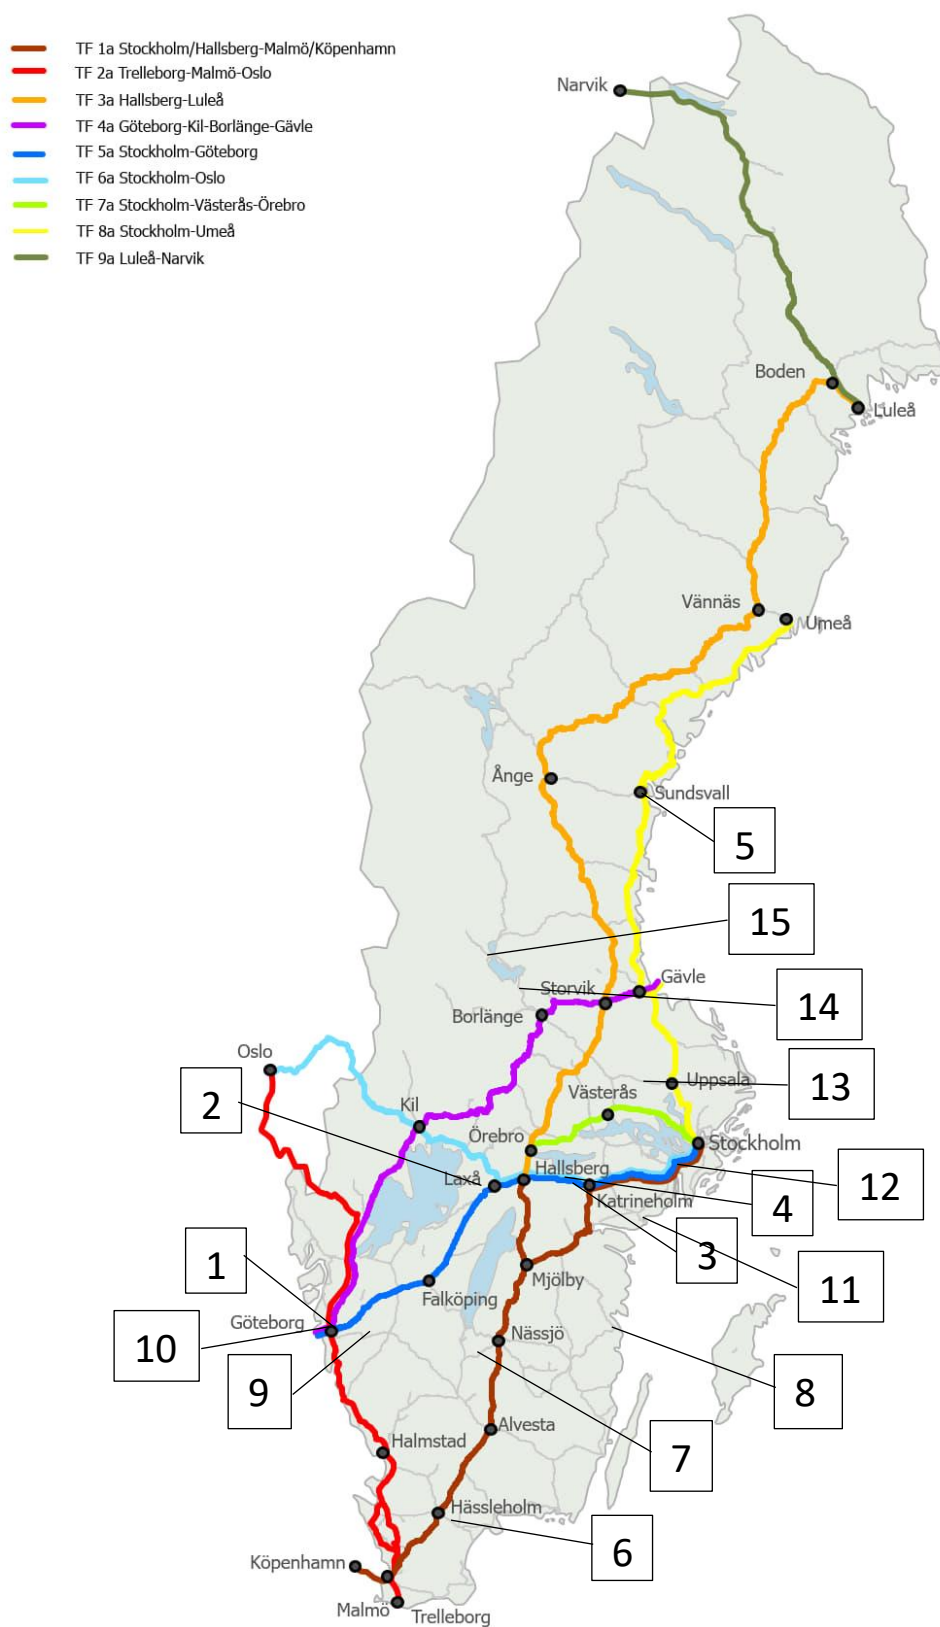 TF 1a Stockholm/Hallsberg-Malmö/Köpenhamn
TF 2a Trelleborg-Malmö-Oslo
TF 3a Hallsberg-Luleå
TF 4a Göteborg-Kil-Borlänge-Gävle
TF 5a Stockholm-Göteborg
TF 6a Stockholm-Oslo
TF 7a Stockholm-Västerås-Örebro
TF 8a Stockholm-Umeå
TF 9a Luleå-Narvik
Narvik
Boden
Luleå
Vännäs
Umeå
Ånge
Sundsvall
5
15
Gävle
Storvik
14
Borlänge
Oslo
Uppsala
13
2
Västerås
Kil
Örebro
Stockholm
Hallsberg
Laxå
12
Katrineholm
4
3
1
Mjölby
11
Falköping
Göteborg
10
Nässjö
9
8
Alvesta
Halmstad
7
Hässleholm
6
Köpenhamn
Malmö
Trelleborg